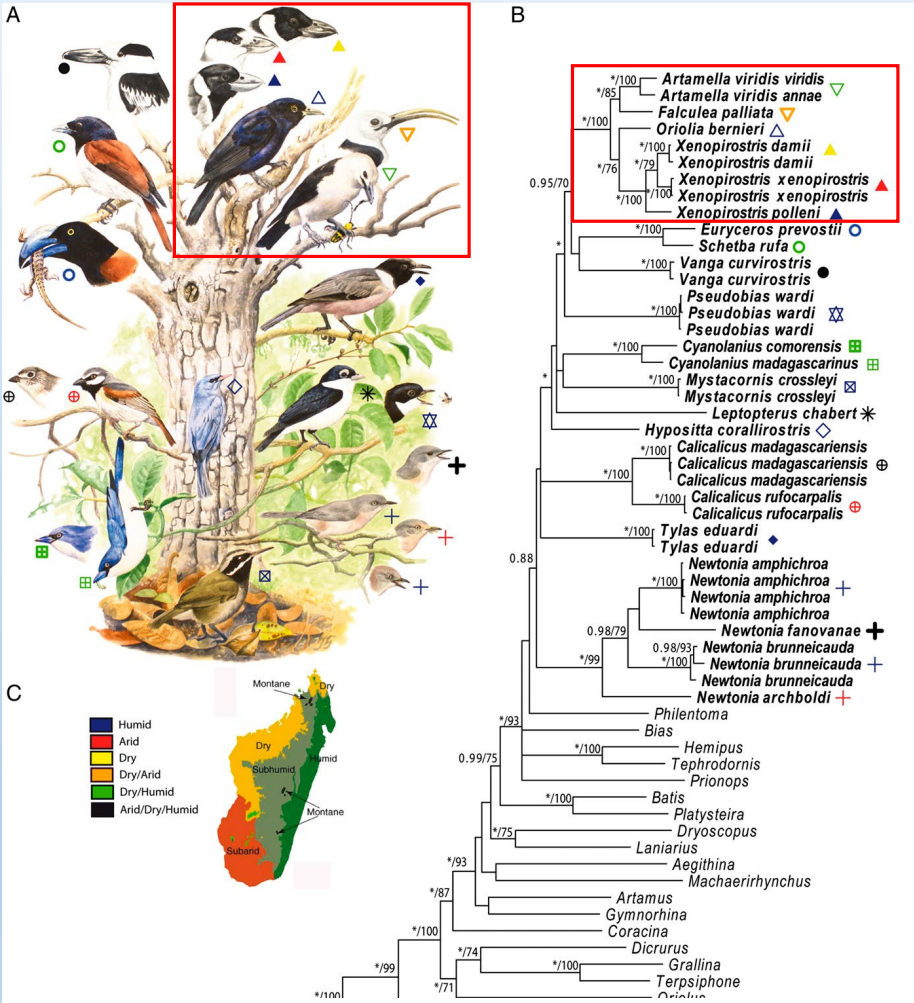 A
B
*/100
Artamella viridis viridis
*/85
Artamella viridis annae
Falculea palliata
*/100
Oriolia bernieri
*/100
Xenopirostris damii
*/79
Xenopirostris damii
*/76
Xenopirostris xenopirostris
*/100
Xenopirostris xenopirostris
*/100
Xenopirostris polleni
0.95/70
*/100
Euryceros prevostii
Schetba rufa
*/100
Vanga curvirostris
Vanga curvirostris
Pseudobias wardi
*/100
Pseudobias wardi
Pseudobias wardi
*/100
Cyanolanius comorensis
Cyanolanius madagascarinus
*/100
Mystacornis crossleyi
Mystacornis crossleyi
*
Leptopterus chabert
Hypositta corallirostris
Calicalicus madagascariensis
*/100
Calicalicus madagascariensis
*/100
Calicalicus madagascariensis
*/100
Calicalicus rufocarpalis
Calicalicus rufocarpalis
*/100
Tylas eduardi
Tylas eduardi
0.88
Newtonia amphichroa
*/100
Newtonia amphichroa
Newtonia amphichroa
Newtonia amphichroa
0.98/79
Newtonia fanovanae
0.98/93
Newtonia brunneicauda
*/99
*/100
Newtonia brunneicauda
Newtonia brunneicauda
Newtonia archboldi
Philentoma
*/93
Bias
Hemipus
*/100
Tephrodornis
0.99/75
Prionops
*/100
Batis
Platysteira
*/75
Dryoscopus
Laniarius
*/93
Aegithina
Machaerirhynchus
*/87
Artamus
Gymnorhina
*/100
Coracina
*/74
Dicrurus
*/99
*/100
Grallina
*/71
Terpsiphone
*/100
Oriolus
C
Humid
Arid
Dry
Dry/Arid
Dry/Humid
Arid/Dry/Humid
Montane
Dry
Dry
Humid
Subhumid
Montane
Subarid